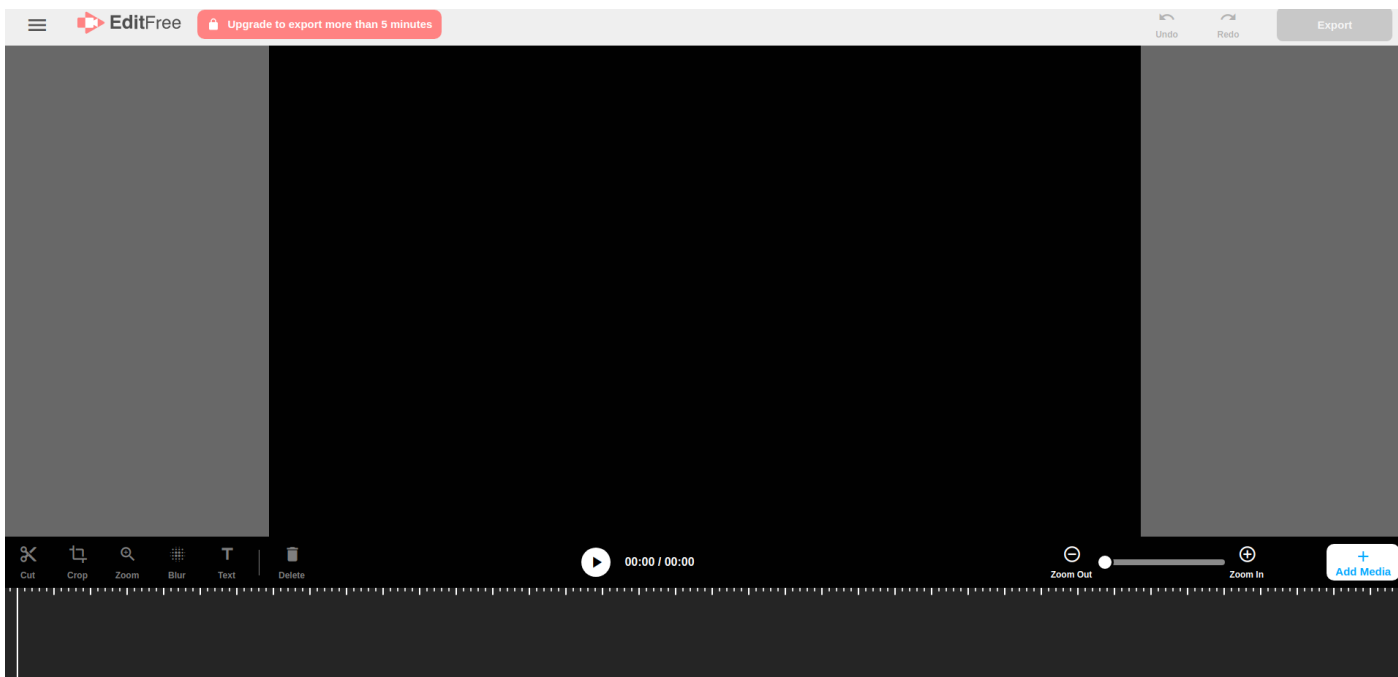 EditFree
Upgrade to export more than 5 minutes
Undo
Redo
Export
Cut
Crop
Zoom
Blur
Text
Delete
00:00 / 00:00
Zoom Out
Zoom In
Add Media